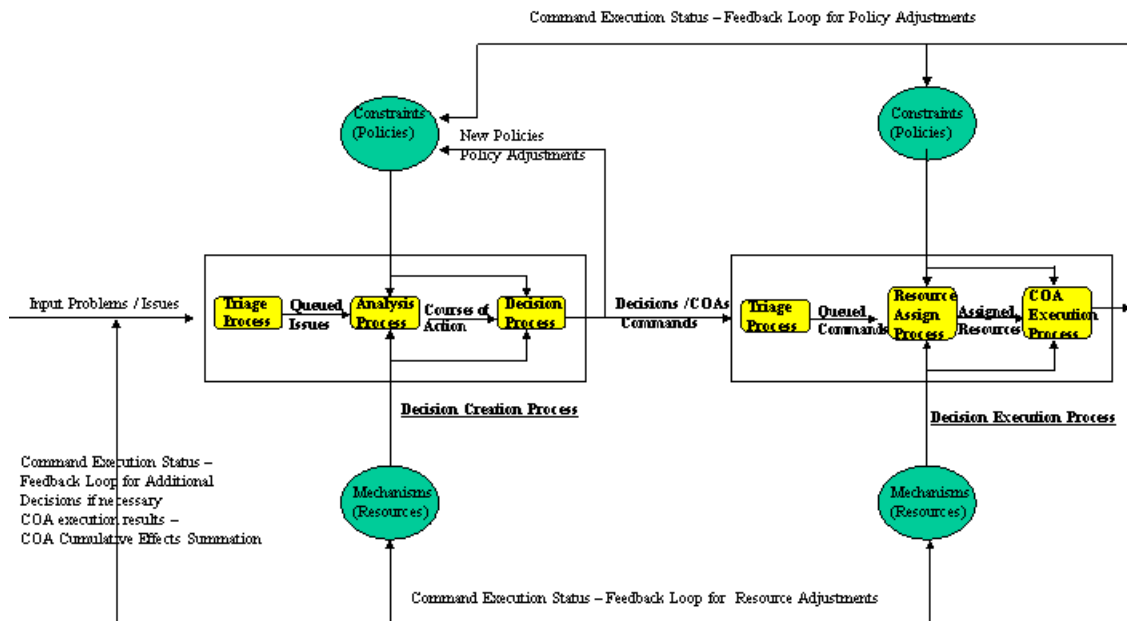 Command Execution Status – Feedback Loop for Policy Adjustments
Constraints
(Policies)
New Policies
Policy Adjustments
Constraints
(Policies)
Input Problems / Issues
Triage
Process
Queued
Issues
Analysis
Process
Courses of
Action
Decision
Process
Decisions /COAs
Commands
Triage
Process
Queued
Commands
Resource
Assign
Process
Assigned
Resources
COA
Execution
Process
Decision Creation Process
Decision Execution Process
Command Execution Status –
Feedback Loop for Additional
Decisions if necessary
COA execution results –
COA Cumulative Effects Summation
Mechanisms
(Resources)
Mechanisms
(Resources)
Command Execution Status – Feedback Loop for Resource Adjustments